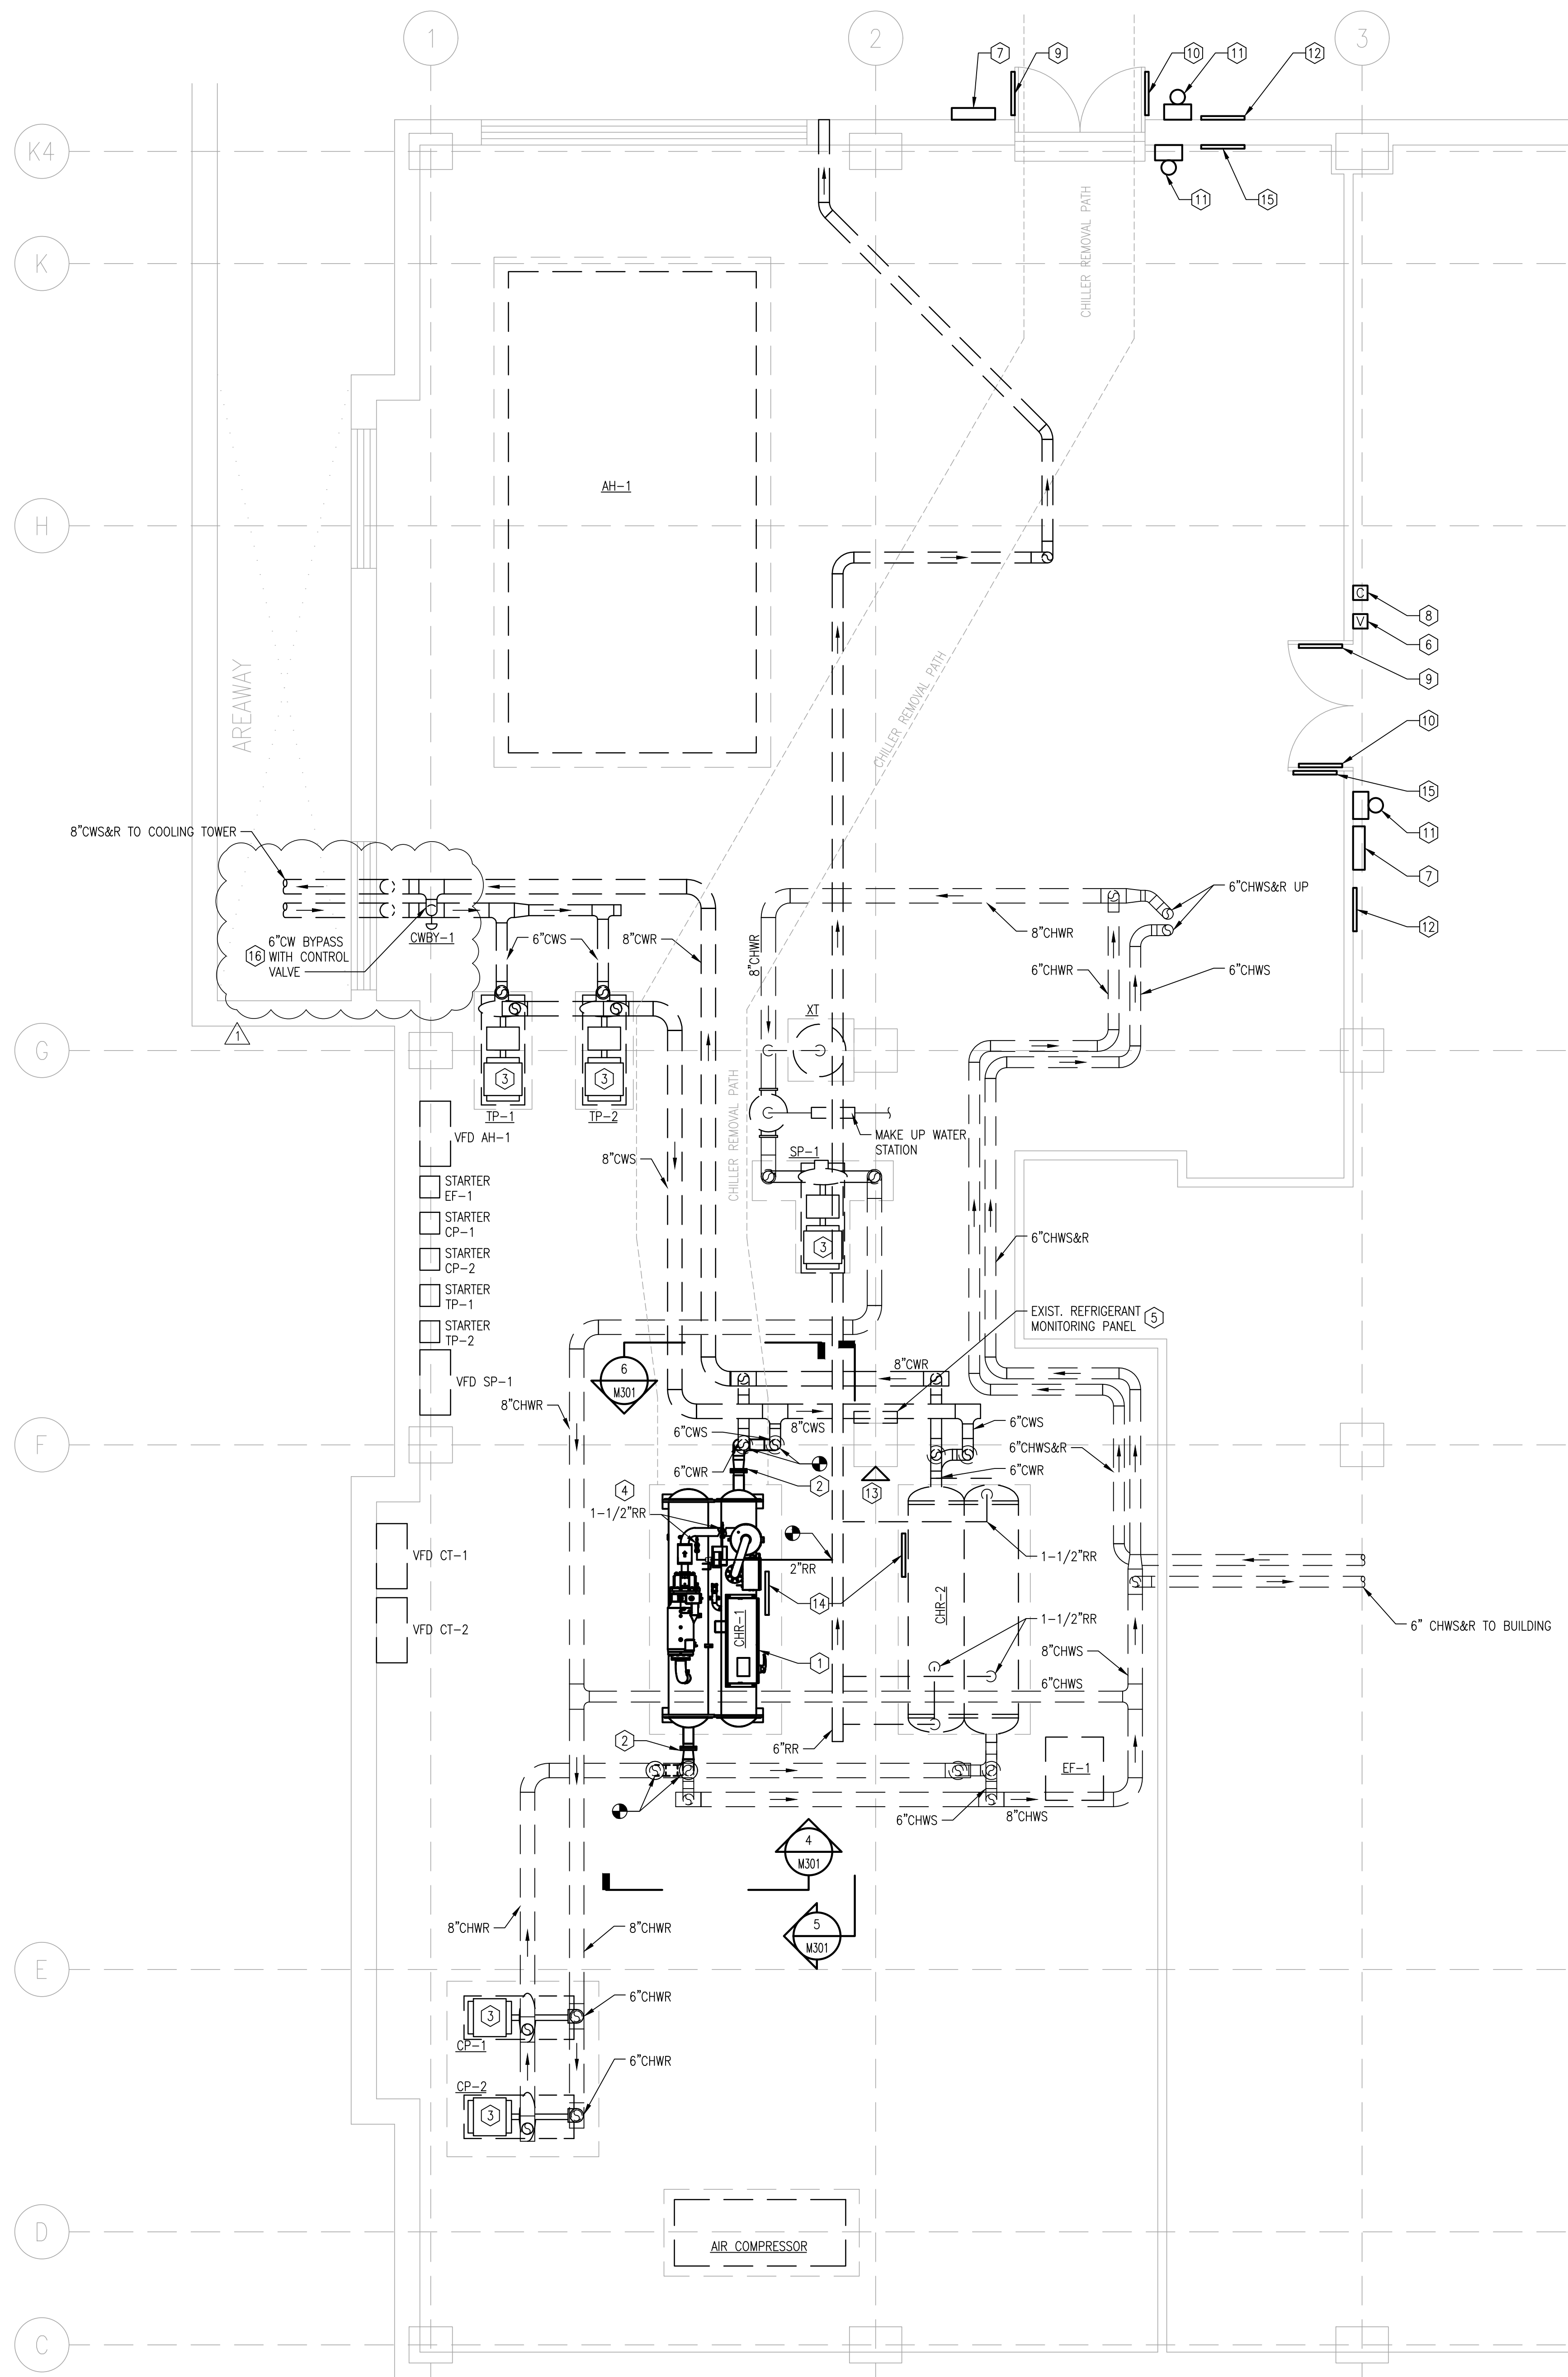 1
2
3
7
9
10
11
12
K4
11
15
CHILLER REMOVAL PATH
K
AH-1
H
C
8
V
6
9
AREAWAY
CHILLER REMOVAL PATH
10
15
11
7
12
8"CWS&R TO COOLING TOWER
6"CHWS&R UP
CWBY-1
6"CWS
8"CWR
8"CHWR
8"CHWR
16
6"CW BYPASS
WITH CONTROL
VALVE
6"CHWR
6"CHWS
XT
1
G
3
3
TP-1
TP-2
CHILLER REMOVAL PATH
MAKE UP WATER
STATION
VFD AH-1
8"CWS
SP-1
STARTER
EF-1
STARTER
CP-1
3
6"CHWS&R
STARTER
CP-2
STARTER
TP-1
EXIST. REFRIGERANT
MONITORING PANEL
5
STARTER
TP-2
6
M301
8"CWR
VFD SP-1
8"CHWR
8"CWS
6"CWS
6"CWS
F
6"CHWS&R
6"CWR
6"CWR
2
13
4
1-1/2"RR
VFD CT-1
2"RR
1-1/2"RR
14
CHR-1
CHR-2
1-1/2"RR
VFD CT-2
6" CHWS&R TO BUILDING
8"CHWS
1
6"CHWS
2
6"RR
EF-1
6"CHWS
8"CHWS
4
M301
8"CHWR
8"CHWR
5
M301
E
6"CHWR
3
CP-1
6"CHWR
CP-2
3
D
AIR COMPRESSOR
C